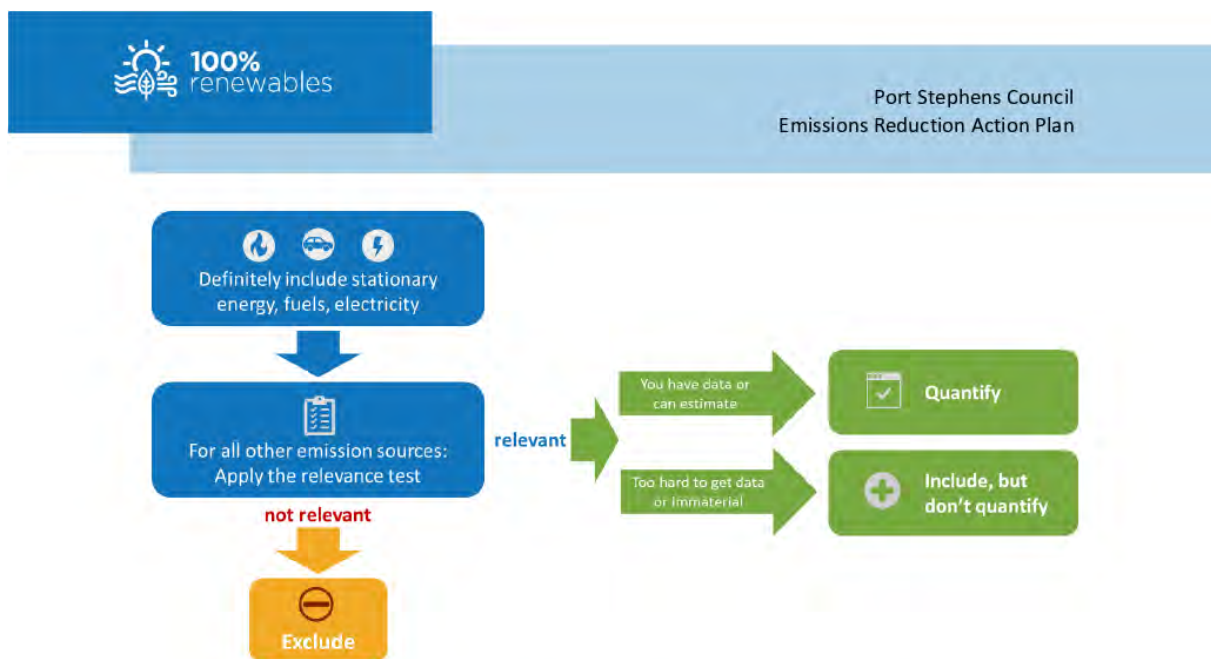 100%
renewables
Port Stephens Council
Emissions Reduction Action Plan
Definitely include stationary
energy, fuels, electricity
For all other emission sources:
Apply the relevance test
relevant
not relevant
You have data or
can estimate
Quantify
Too hard to get data
or immaterial
Include, but
don't quantify
Exclude